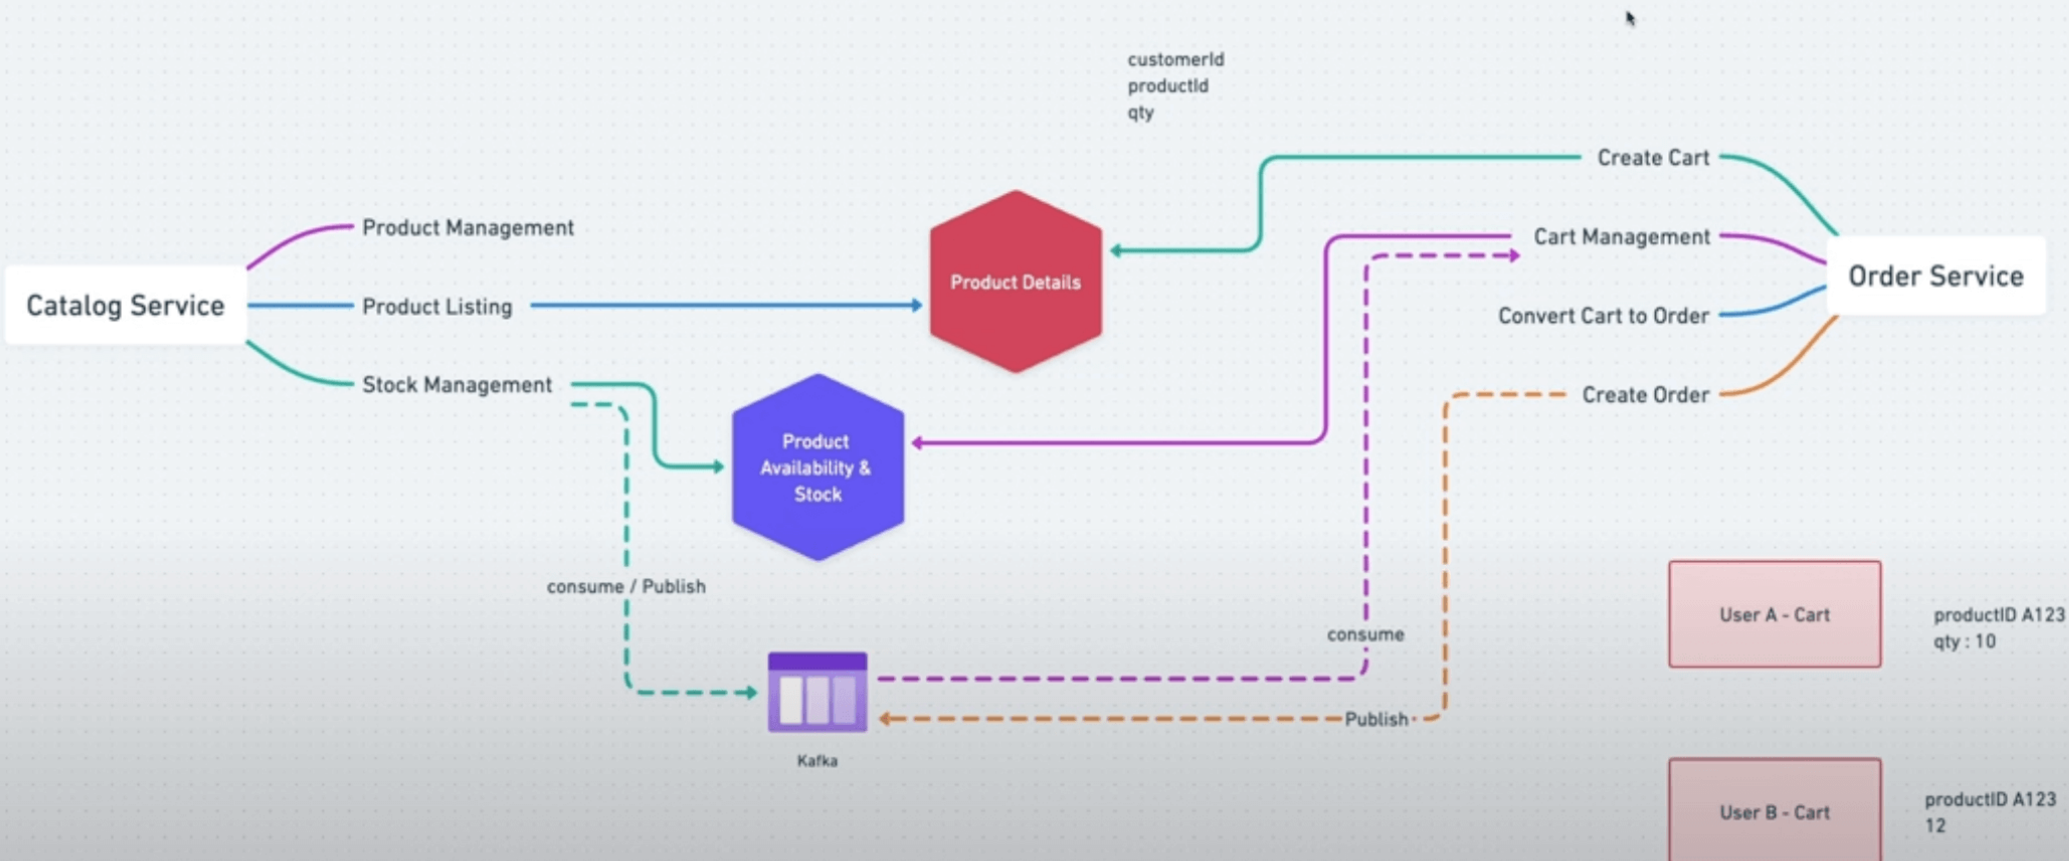 customerId
productId
qty
Create Cart
Product Management
Cart Management
Product Details
Order Service
Catalog Service
Product Listing
Convert Cart to Order
Stock Management
Create Order
Product
Availability &
Stock
consume / Publish
consume
User A - Cart
productID A123
qty : 10
Publish
Kafka
User B - Cart
productID A123
12